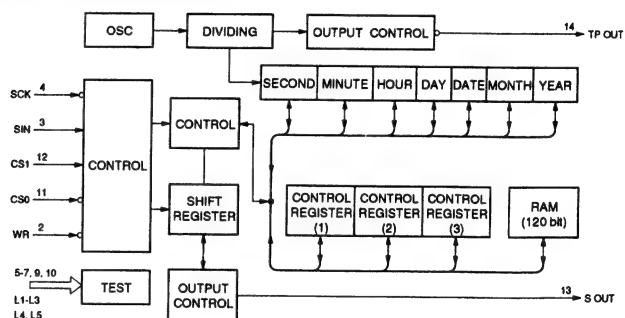 OSC
DIVIDING
OUTPUT CONTROL
14
TP OUT
SECOND
MINUTE
HOUR
DAY
DATE
MONTH
YEAR
SCK 4
SIN 3
CS1 12
CS0 11
WR 2
CONTROL
CONTROL
SHIFT
REGISTER
CONTROL
REGISTER
(1)
CONTROL
REGISTER
(2)
CONTROL
REGISTER
(3)
RAM
(120 bit)
5-7, 9, 10
L1-L3
L4, L5
TEST
OUTPUT
CONTROL
13
S OUT